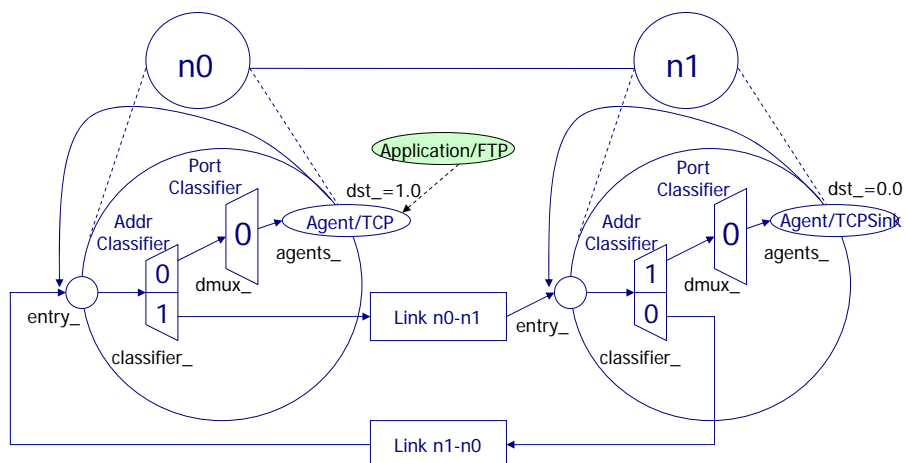 n0
n1
Application/FTP
Port
Classifier
dst_=1.0
Agent/TCP
Addr
Classifier
0
agents_
0
dmux_
1
entry_
classifier_
Link n0-n1
Port
Classifier
dst_=0.0
Agent/TCPSink
Addr
Classifier
0
agents_
1
dmux_
0
entry_
classifier_
Link n1-n0